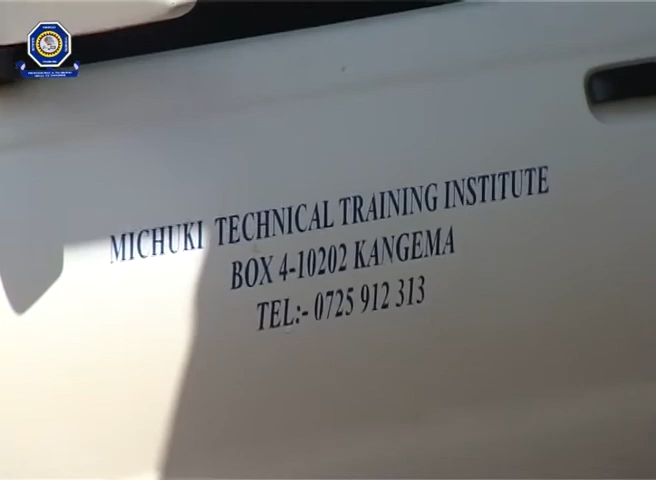 MICHUKI TECHNICAL TRAINING INSTITUTE
BOX 4-10202 KANGEMA
TEL:- 0725 912 313